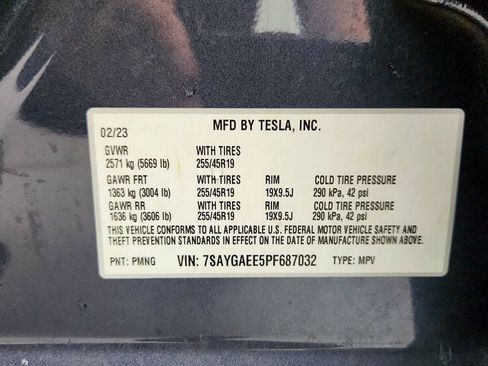 02/23 MFD BY TESLA, INC.
GVWR WITH TIRES
2571 kg (5669 lb) 255/45R19
GAWR FRT WITH TIRES RIM COLD TIRE PRESSURE
1363 kg (3004 lb) 255/45R19 19X9.5J 290 kPa, 42 psi
GAWR RR WITH TIRES RIM COLD TIRE PRESSURE
1636 kg (3606 lb) 255/45R19 19X9.5J 290 kPa, 42 psi
THIS VEHICLE CONFORMS TO ALL APPLICABLE U.S. FEDERAL MOTOR VEHICLE SAFETY
AND THEFT PREVENTION STANDARDS IN EFFECT ON THE DATE OF MANUFACTURE SHOWN ABOVE.
PNT: PMNG VIN: 7SAYGAEE5PF687032 TYPE: MPV